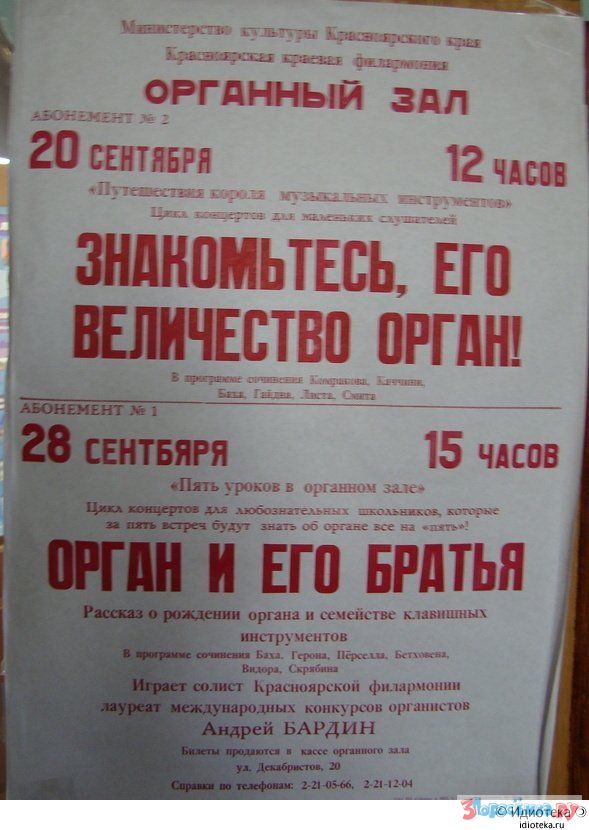 Министерство культуры Красноярского края
Красноярская краевая филармония
ОРГАННЫЙ ЗАЛ
АБОНЕМЕНТ № 2
20 СЕНТЯБРЯ 12 ЧАСОВ
«Путешествия короля музыкальных инструментов»
Цикл концертов для маленьких слушателей
ЗНАКОМЬТЕСЬ, ЕГО
ВЕЛИЧЕСТВО ОРГАН!
В программе сочинения Комракова, Каччини,
Баха, Гайдна, Листа, Смита
АБОНЕМЕНТ № 1
28 СЕНТБЯРЯ 15 ЧАСОВ
«Пять уроков в органном зале»
Цикл концертов для любознательных школьников, которые
за пять встреч будут знать об органе все на «пять»!
ОРГАН И ЕГО БРАТЬЯ
Рассказ о рождении органа и семействе клавишных
инструментов
В программе сочинения Баха, Герона, Пёрселла, Бетховена,
Видора, Скрябина
Играет солист Красноярской филармонии
лауреат международных конкурсов органистов
Андрей БАРДИН
Билеты продаются в кассе органного зала
ул. Декабристов, 20
Справки по телефонам: 2-21-05-66, 2-21-12-04
© Идиотека
idioteka.ru